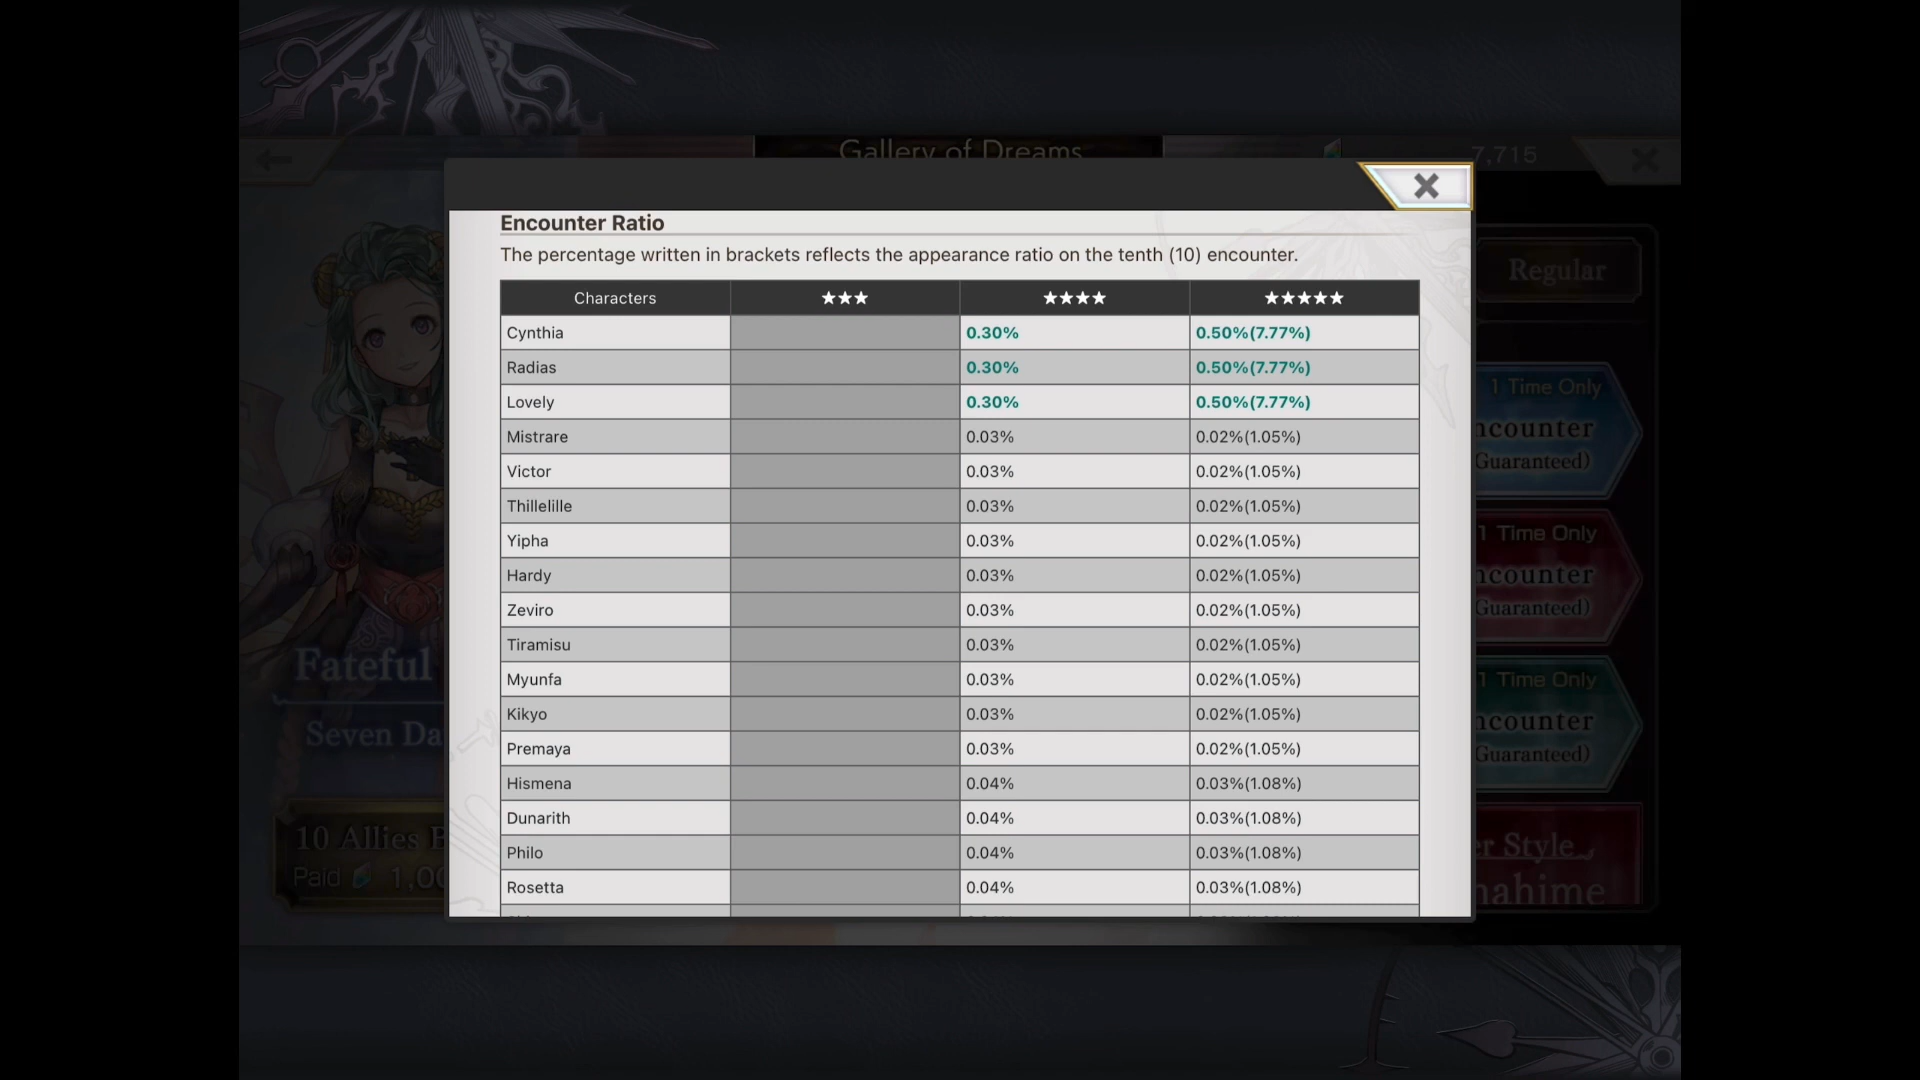 Gallery of Dreams
7,715
Encounter Ratio
The percentage written in brackets reflects the appearance ratio on the tenth (10) encounter.
Characters ★★★ ★★★★ ★★★★★
Cynthia 0.30% 0.50%(7.77%)
Radias 0.30% 0.50%(7.77%)
Lovely 0.30% 0.50%(7.77%)
Mistrare 0.03% 0.02%(1.05%)
Victor 0.03% 0.02%(1.05%)
Thillelille 0.03% 0.02%(1.05%)
Yipha 0.03% 0.02%(1.05%)
Hardy 0.03% 0.02%(1.05%)
Zeviro 0.03% 0.02%(1.05%)
Tiramisu 0.03% 0.02%(1.05%)
Myunfa 0.03% 0.02%(1.05%)
Kikyo 0.03% 0.02%(1.05%)
Premaya 0.03% 0.02%(1.05%)
Hismena 0.04% 0.03%(1.08%)
Dunarith 0.04% 0.03%(1.08%)
Philo 0.04% 0.03%(1.08%)
Rosetta 0.04% 0.03%(1.08%)
Regular
1 Time Only
ncounter
Guaranteed)
1 Time Only
ncounter
Guaranteed)
1 Time Only
ncounter
Guaranteed)
er Style
nahime
Fateful
Seven Da
10 Allies B
Paid 1,00